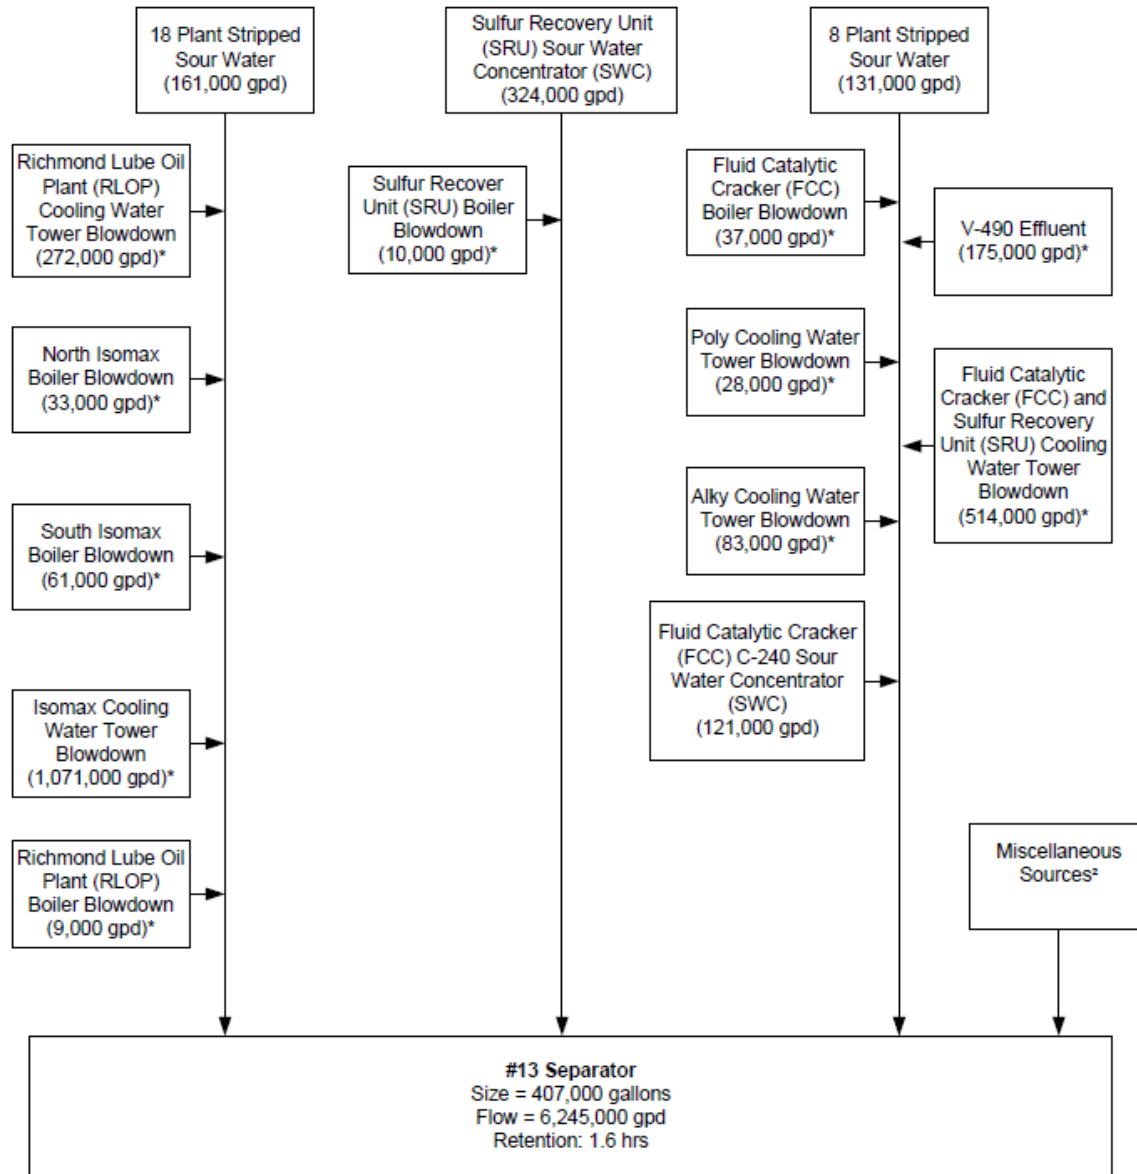 18 Plant Stripped
Sour Water
(161,000 gpd)
Sulfur Recovery Unit
(SRU) Sour Water
Concentrator (SWC)
(324,000 gpd)
8 Plant Stripped
Sour Water
(131,000 gpd)
Richmond Lube Oil
Plant (RLOP)
Cooling Water
Tower Blowdown
(272,000 gpd)*
Sulfur Recover
Unit (SRU) Boiler
Blowdown
(10,000 gpd)*
Fluid Catalytic
Cracker (FCC)
Boiler Blowdown
(37,000 gpd)*
V-490 Effluent
(175,000 gpd)*
North Isomax
Boiler Blowdown
(33,000 gpd)*
Poly Cooling Water
Tower Blowdown
(28,000 gpd)*
Fluid Catalytic
Cracker (FCC) and
Sulfur Recovery
Unit (SRU) Cooling
Water Tower
Blowdown
(514,000 gpd)*
South Isomax
Boiler Blowdown
(61,000 gpd)*
Alky Cooling Water
Tower Blowdown
(83,000 gpd)*
Fluid Catalytic Cracker
(FCC) C-240 Sour
Water Concentrator
(SWC)
(121,000 gpd)
Isomax Cooling
Water Tower
Blowdown
(1,071,000 gpd)*
Richmond Lube Oil
Plant (RLOP)
Boiler Blowdown
(9,000 gpd)*
Miscellaneous
Sources²
#13 Separator
Size = 407,000 gallons
Flow = 6,245,000 gpd
Retention: 1.6 hrs